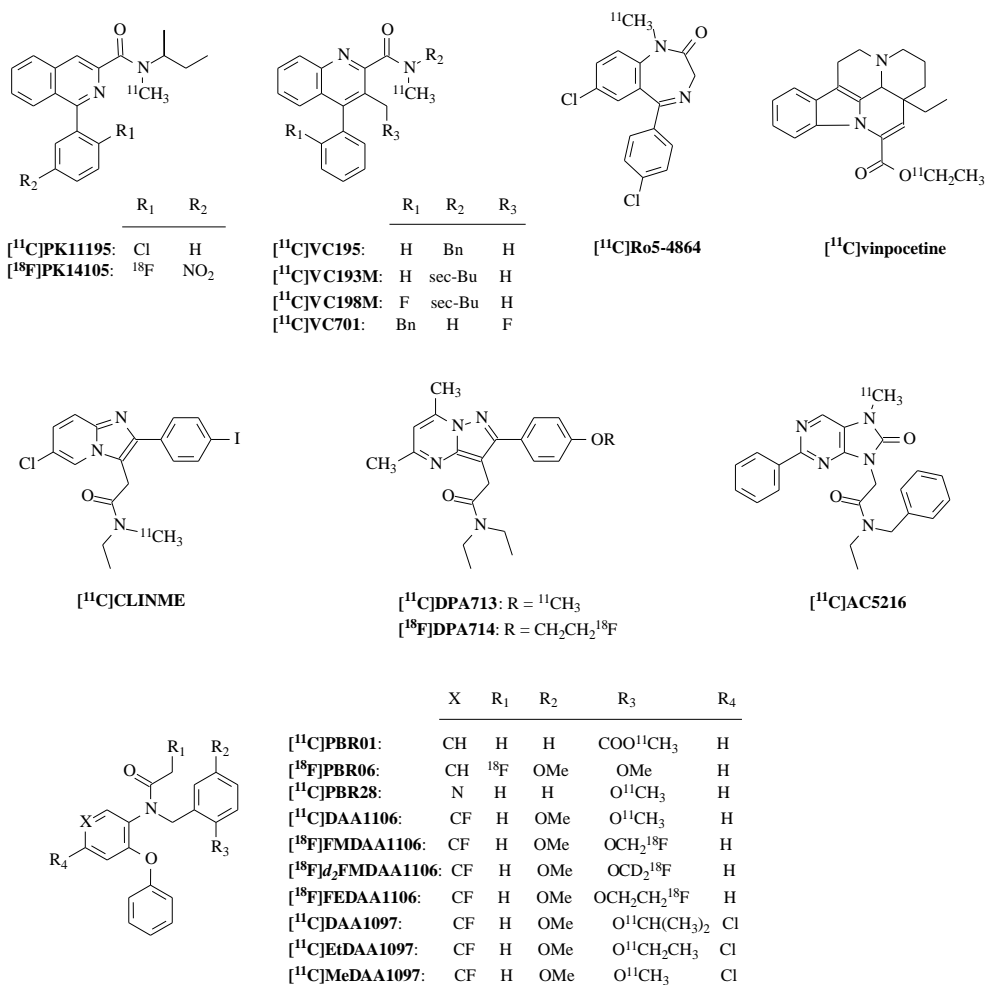 O
N
¹¹CH₃
N
R₁
R₂
R₁ R₂
[¹¹C]PK11195: Cl H
[¹⁸F]PK14105: ¹⁸F NO₂
N
O
N
R₂
¹¹CH₃
R₁
R₃
R₁ R₂ R₃
[¹¹C]VC195: H Bn H
[¹¹C]VC193M: H sec-Bu H
[¹¹C]VC198M: F sec-Bu H
[¹¹C]VC701: Bn H F
¹¹CH₃
N
O
Cl
N
Cl
[¹¹C]Ro5-4864
N
N
O
O¹¹CH₂CH₃
[¹¹C]vinpocetine
N
I
Cl
N
O
N
¹¹CH₃
[¹¹C]CLINME
CH₃
N
N
OR
CH₃
N
O
N
[¹¹C]DPA713: R = ¹¹CH₃
[¹⁸F]DPA714: R = CH₂CH₂¹⁸F
¹¹CH₃
N
N
O
N
N
O
N
[¹¹C]AC5216
R₁
R₂
O
N
X
R₃
R₄
O
X R₁ R₂ R₃ R₄
[¹¹C]PBR01: CH H H COO¹¹CH₃ H
[¹⁸F]PBR06: CH ¹⁸F OMe OMe H
[¹¹C]PBR28: N H H O¹¹CH₃ H
[¹¹C]DAA1106: CF H OMe O¹¹CH₃ H
[¹⁸F]FMDAA1106: CF H OMe OCH₂¹⁸F H
[¹⁸F]d₂FMDAA1106: CF H OMe OCD₂¹⁸F H
[¹⁸F]FEDAA1106: CF H OMe OCH₂CH₂¹⁸F H
[¹¹C]DAA1097: CF H OMe O¹¹CH(CH₃)₂ Cl
[¹¹C]EtDAA1097: CF H OMe O¹¹CH₂CH₃ Cl
[¹¹C]MeDAA1097: CF H OMe O¹¹CH₃ Cl